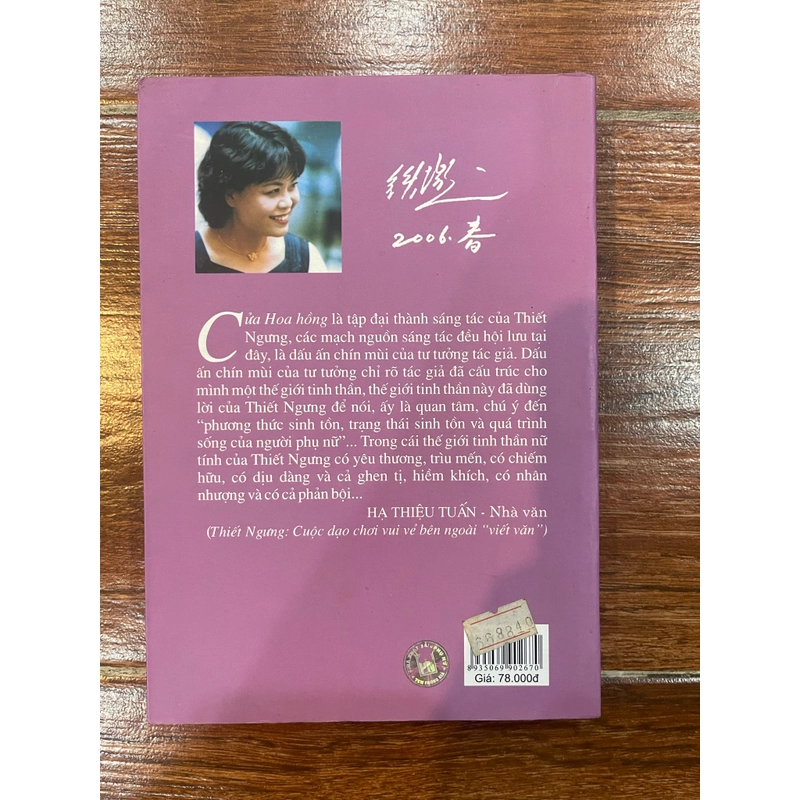 铁凝
2006.春
Cửa Hoa hồng là tập đại thành sáng tác của Thiết
Ngưng, các mạch nguồn sáng tác đều hội lưu tại
đây, là dấu ấn chín mùi của tư tưởng tác giả. Dấu
ấn chín mùi của tư tưởng chỉ rõ tác giả đã cấu trúc cho
mình một thế giới tinh thần, thế giới tinh thần này đã dùng
lời của Thiết Ngưng để nói, ấy là quan tâm, chú ý đến
“phương thức sinh tồn, trạng thái sinh tồn và quá trình
sống của người phụ nữ”... Trong cái thế giới tinh thần nữ
tính của Thiết Ngưng có yêu thương, trìu mến, có chiếm
hữu, có dịu dàng và cả ghen tị, hiềm khích, có nhân
nhượng và có cả phản bội...
HẠ THIỆU TUẤN - Nhà văn
(Thiết Ngưng: Cuộc dạo chơi vui vẻ bên ngoài “viết văn”)
8935069902670
Giá: 78.000đ